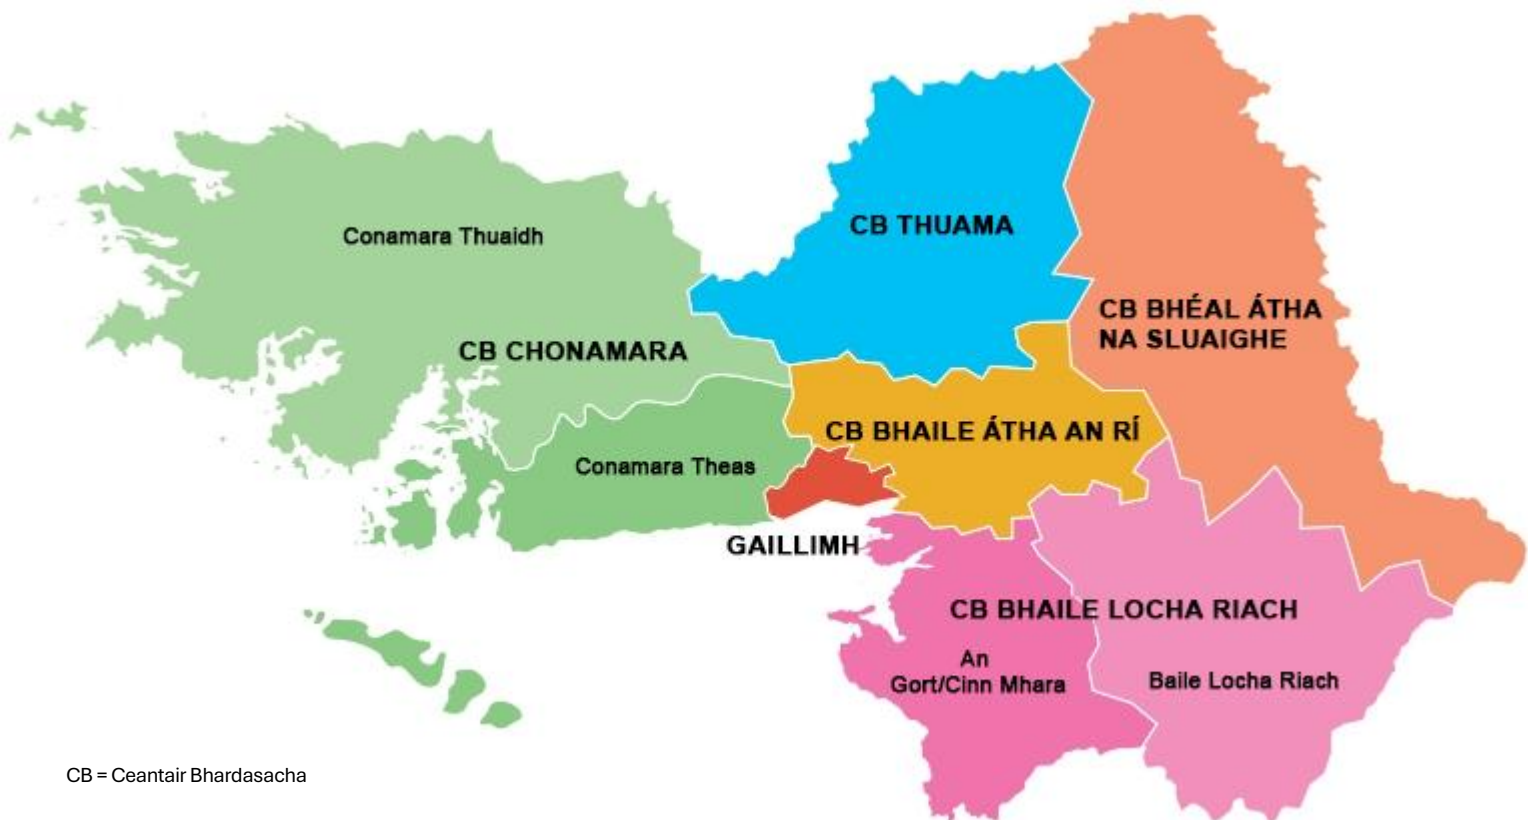 CB THUAMA
Conamara Thuaidh
CB BHÉAL ÁTHA
NA SLUAIGHE
CB CHONAMARA
CB BHAILE ÁTHA AN RÍ
Conamara Theas
GAILLIMH
CB BHAILE LOCHA RIACH
An
Gort/Cinn Mhara
Baile Locha Riach
CB = Ceantair Bhardasacha